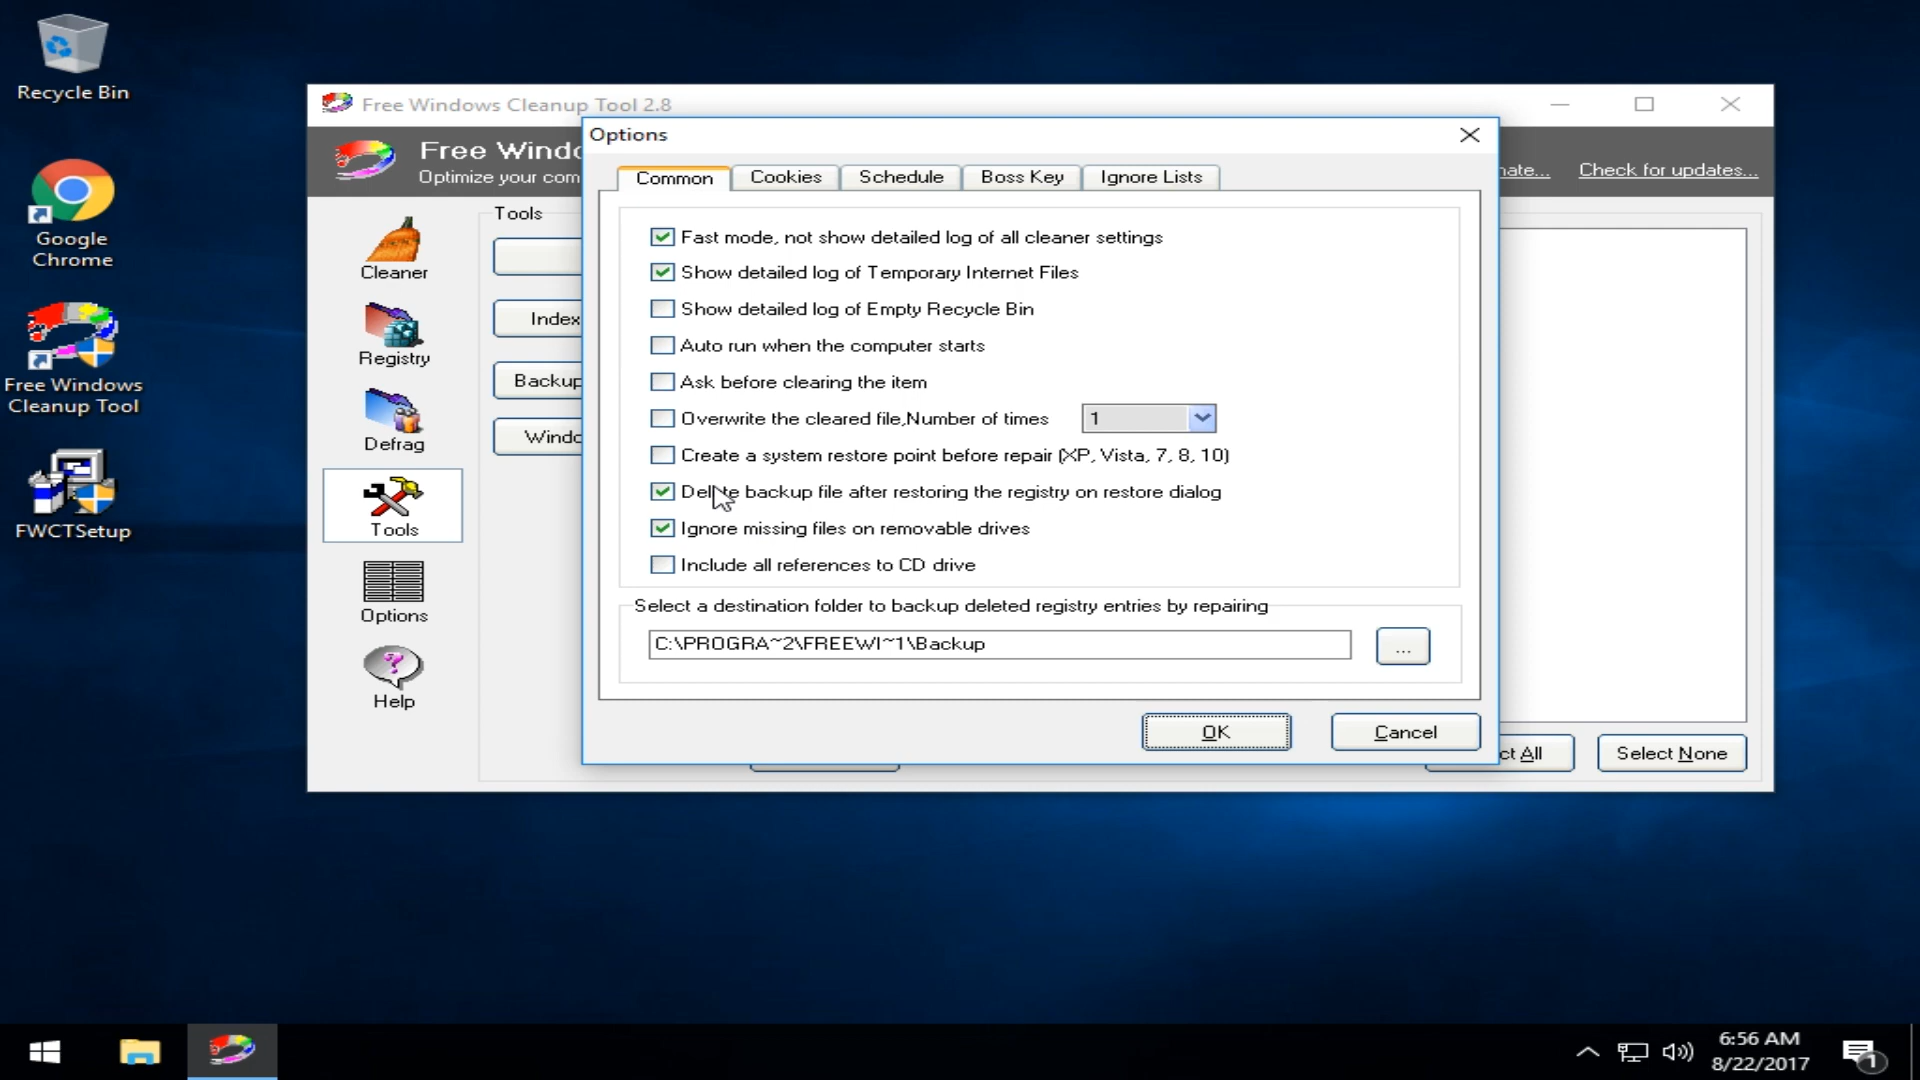 Recycle Bin
Google
Chrome
Free Windows
Cleanup Tool
FWCTSetup
Free Windows Cleanup Tool 2.8
Free Windo
Optimize your com
nate...
Check for updates...
Cleaner
Registry
Defrag
Tools
Options
Help
Tools
Index
Backup
Windo
ct All
Select None
Options
Common
Cookies
Schedule
Boss Key
Ignore Lists
Fast mode, not show detailed log of all cleaner settings
Show detailed log of Temporary Internet Files
Show detailed log of Empty Recycle Bin
Auto run when the computer starts
Ask before clearing the item
Overwrite the cleared file,Number of times
1
Create a system restore point before repair (XP, Vista, 7, 8, 10)
Delete backup file after restoring the registry on restore dialog
Ignore missing files on removable drives
Include all references to CD drive
Select a destination folder to backup deleted registry entries by repairing
C:\PROGRA~2\FREEWI~1\Backup
...
OK
Cancel
6:56 AM
8/22/2017
1